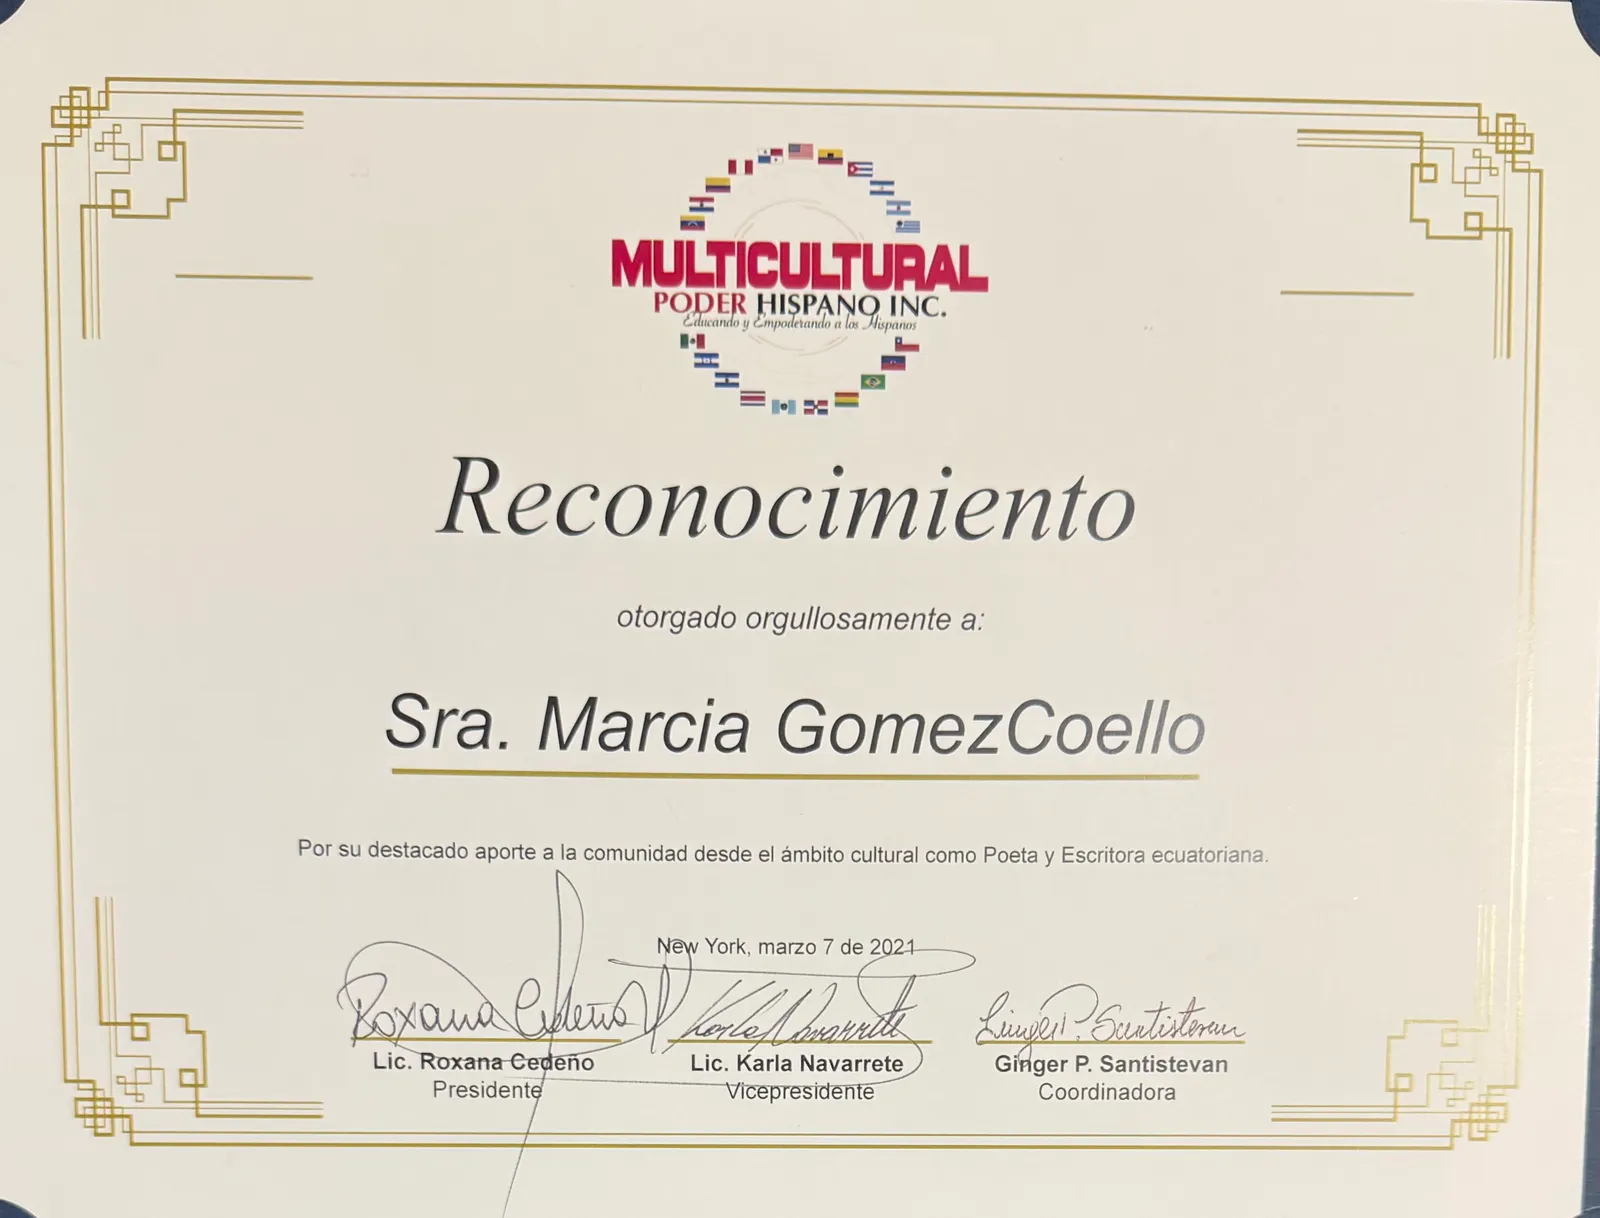 MULTICULTURAL
PODER HISPANO INC.
Educando y Empoderando a los Hispanos
Reconocimiento
otorgado orgullosamente a:
Sra. Marcia GomezCoello
Por su destacado aporte a la comunidad desde el ámbito cultural como Poeta y Escritora ecuatoriana.
New York, marzo 7 de 2021
Roxana Cedeño Karla Navarrete Ginger P. Santistevan
Lic. Roxana Cedeño Lic. Karla Navarrete Ginger P. Santistevan
Presidente Vicepresidente Coordinadora